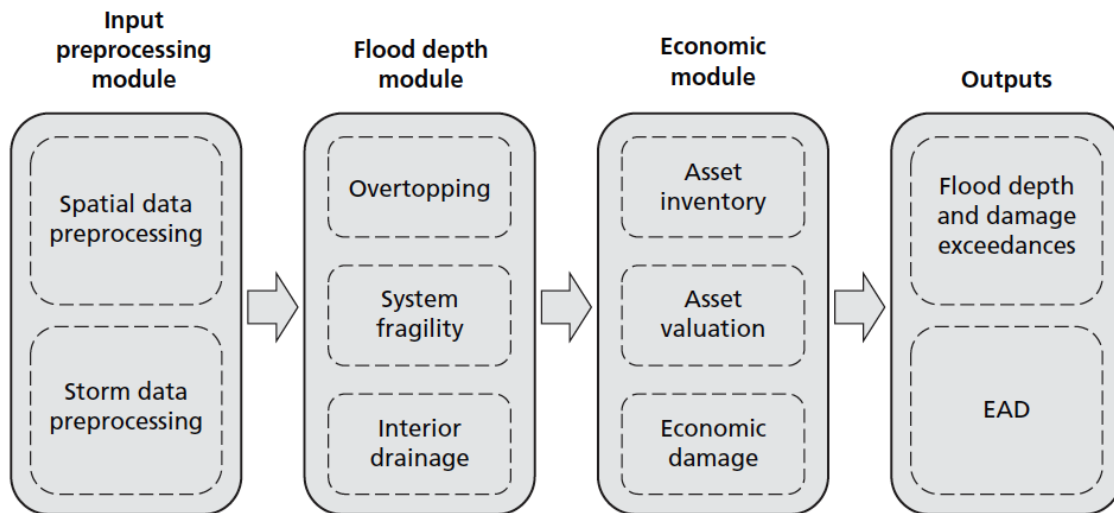 Input
preprocessing
module
Spatial data
preprocessing
Storm data
preprocessing
Flood depth
module
Overtopping
System
fragility
Interior
drainage
Economic
module
Asset
inventory
Asset
valuation
Economic
damage
Outputs
Flood depth
and damage
exceedances
EAD